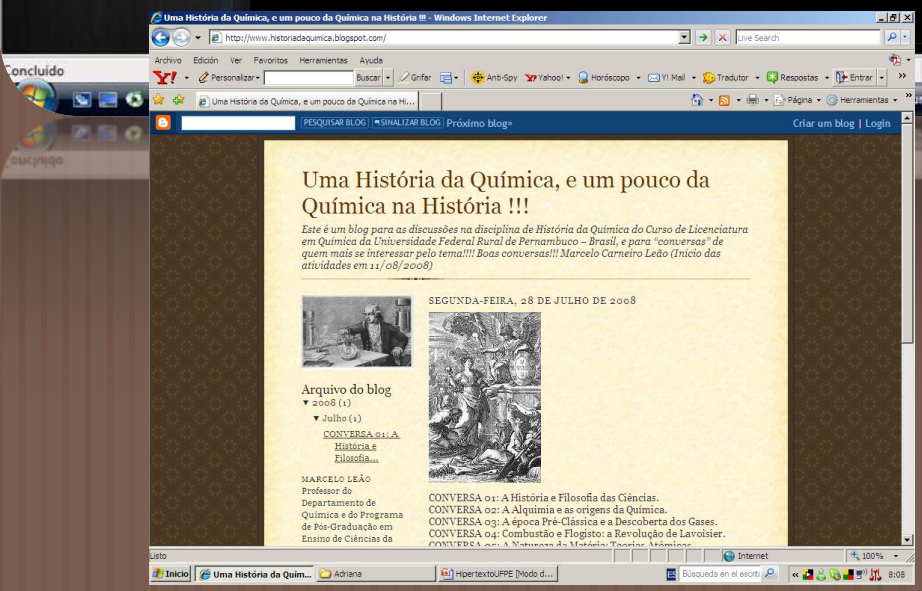 Uma História da Química, e um pouco da Química na História !!! - Windows Internet Explorer
http://www.historiadaquimica.blogspot.com/
Live Search
Archivo Edición Ver Favoritos Herramientas Ayuda
Concluído
Y! Personalizar Buscar Grifar Anti-Spy Yahoo! Horóscopo Y! Mail Tradutor Respostas Entrar
Uma História da Química, e um pouco da Química na Hi... Página Herramientas
PESQUISAR BLOG SINALIZAR BLOG Próximo blog» Criar um blog | Login
Uma História da Química, e um pouco da
Química na História !!!
Este é um blog para as discussões na disciplina de História da Química do Curso de Licenciatura
em Química da Universidade Federal Rural de Pernambuco – Brasil, e para "conversas" de
quem mais se interessar pelo tema!!!! Boas conversas!!! Marcelo Carneiro Leão (Início das
atividades em 11/08/2008)
SEGUNDA-FEIRA, 28 DE JULHO DE 2008
Arquivo do blog
▼ 2008 (1)
▼ Julho (1)
CONVERSA 01: A
História e
Filosofia...
MARCELO LEÃO
Professor do
Departamento de
Química e do Programa
de Pós-Graduação em
Ensino de Ciências da
CONVERSA 01: A História e Filosofia das Ciências.
CONVERSA 02: A Alquimia e as origens da Química.
CONVERSA 03: A época Pré-Clássica e a Descoberta dos Gases.
CONVERSA 04: Combustão e Flogisto: a Revolução de Lavoisier.
CONVERSA 05: A Natureza da Matéria: Teorias Atômicas
Listo Internet 100%
Inicio Uma História da Quím... Adriana HipertextoUFPE [Modo d... ES Búsqueda en el escrito 8:08